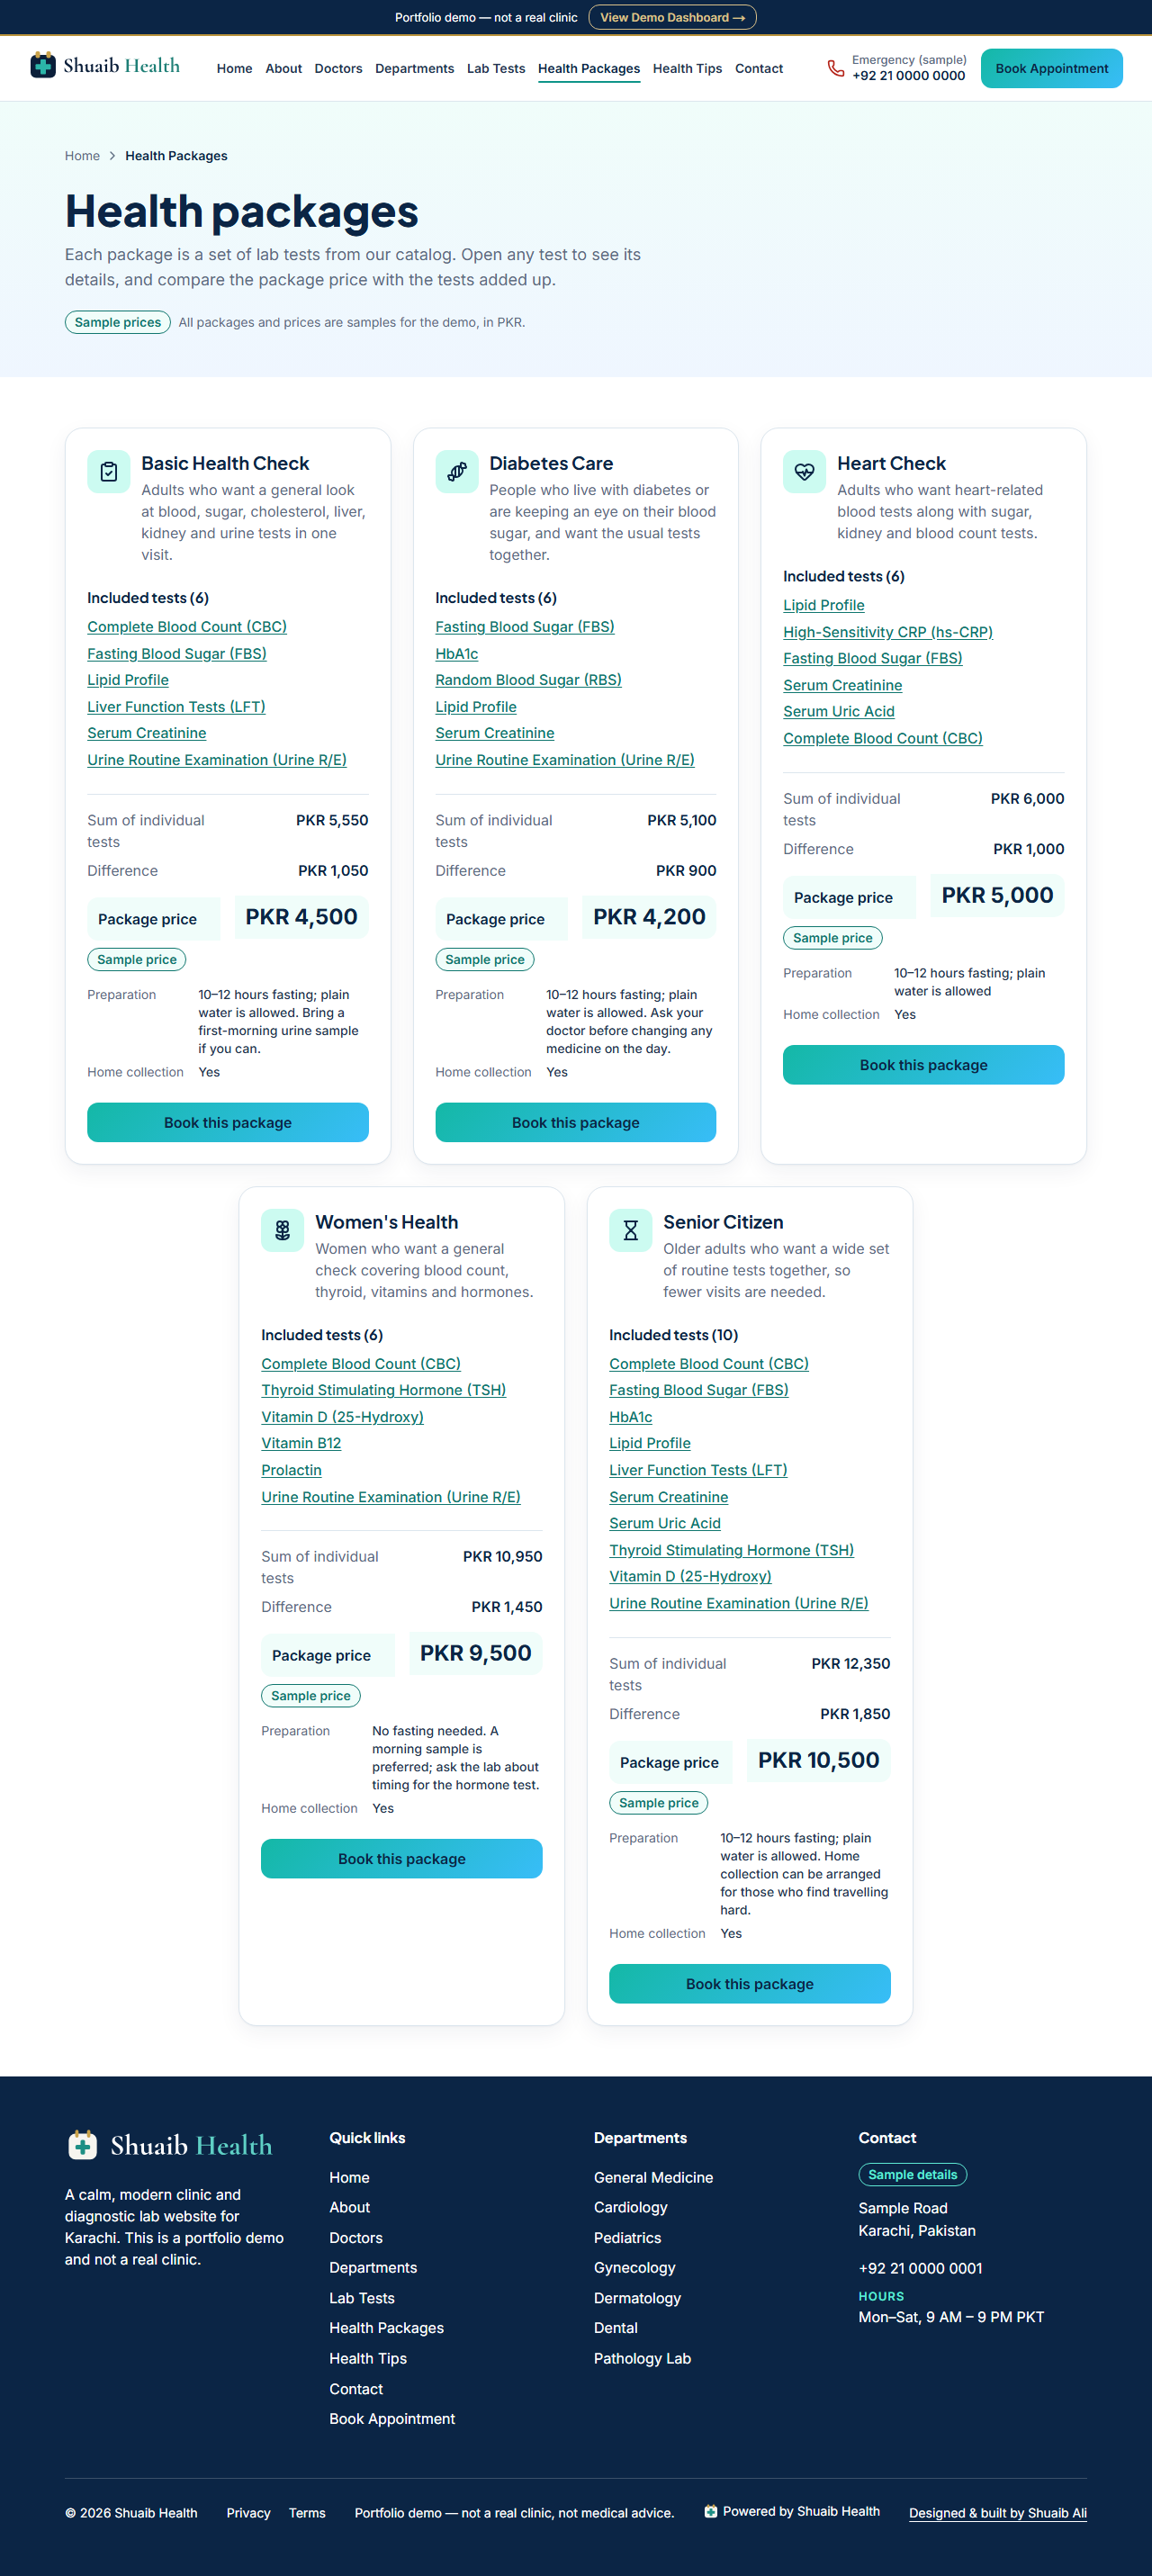 Portfolio demo — not a real clinic View Demo Dashboard →
Shuaib Health
Home About Doctors Departments Lab Tests Health Packages Health Tips Contact
Emergency (sample)
+92 21 0000 0000
Book Appointment
Home > Health Packages
Health packages
Each package is a set of lab tests from our catalog. Open any test to see its
details, and compare the package price with the tests added up.
Sample prices All packages and prices are samples for the demo, in PKR.
Basic Health Check
Adults who want a general look
at blood, sugar, cholesterol, liver,
kidney and urine tests in one
visit.
Included tests (6)
Complete Blood Count (CBC)
Fasting Blood Sugar (FBS)
Lipid Profile
Liver Function Tests (LFT)
Serum Creatinine
Urine Routine Examination (Urine R/E)
Sum of individual
tests
PKR 5,550
Difference PKR 1,050
Package price PKR 4,500
Sample price
Preparation
10–12 hours fasting; plain
water is allowed. Bring a
first-morning urine sample
if you can.
Home collection Yes
Book this package
Diabetes Care
People who live with diabetes or
are keeping an eye on their blood
sugar, and want the usual tests
together.
Included tests (6)
Fasting Blood Sugar (FBS)
HbA1c
Random Blood Sugar (RBS)
Lipid Profile
Serum Creatinine
Urine Routine Examination (Urine R/E)
Sum of individual
tests
PKR 5,100
Difference PKR 900
Package price PKR 4,200
Sample price
Preparation
10–12 hours fasting; plain
water is allowed. Ask your
doctor before changing any
medicine on the day.
Home collection Yes
Book this package
Heart Check
Adults who want heart-related
blood tests along with sugar,
kidney and blood count tests.
Included tests (6)
Lipid Profile
High-Sensitivity CRP (hs-CRP)
Fasting Blood Sugar (FBS)
Serum Creatinine
Serum Uric Acid
Complete Blood Count (CBC)
Sum of individual
tests
PKR 6,000
Difference PKR 1,000
Package price PKR 5,000
Sample price
Preparation
10–12 hours fasting; plain
water is allowed
Home collection Yes
Book this package
Women's Health
Women who want a general
check covering blood count,
thyroid, vitamins and hormones.
Included tests (6)
Complete Blood Count (CBC)
Thyroid Stimulating Hormone (TSH)
Vitamin D (25-Hydroxy)
Vitamin B12
Prolactin
Urine Routine Examination (Urine R/E)
Sum of individual
tests
PKR 10,950
Difference PKR 1,450
Package price PKR 9,500
Sample price
Preparation
No fasting needed. A
morning sample is
preferred; ask the lab about
timing for the hormone test.
Home collection Yes
Book this package
Senior Citizen
Older adults who want a wide set
of routine tests together, so
fewer visits are needed.
Included tests (10)
Complete Blood Count (CBC)
Fasting Blood Sugar (FBS)
HbA1c
Lipid Profile
Liver Function Tests (LFT)
Serum Creatinine
Serum Uric Acid
Thyroid Stimulating Hormone (TSH)
Vitamin D (25-Hydroxy)
Urine Routine Examination (Urine R/E)
Sum of individual
tests
PKR 12,350
Difference PKR 1,850
Package price PKR 10,500
Sample price
Preparation
10–12 hours fasting; plain
water is allowed. Home
collection can be arranged
for those who find travelling
hard.
Home collection Yes
Book this package
Shuaib Health
A calm, modern clinic and
diagnostic lab website for
Karachi. This is a portfolio demo
and not a real clinic.
Quick links
Home
About
Doctors
Departments
Lab Tests
Health Packages
Health Tips
Contact
Book Appointment
Departments
General Medicine
Cardiology
Pediatrics
Gynecology
Dermatology
Dental
Pathology Lab
Contact
Sample details
Sample Road
Karachi, Pakistan
+92 21 0000 0001
HOURS
Mon–Sat, 9 AM – 9 PM PKT
© 2026 Shuaib Health Privacy Terms Portfolio demo — not a real clinic, not medical advice. Powered by Shuaib Health Designed & built by Shuaib Ali